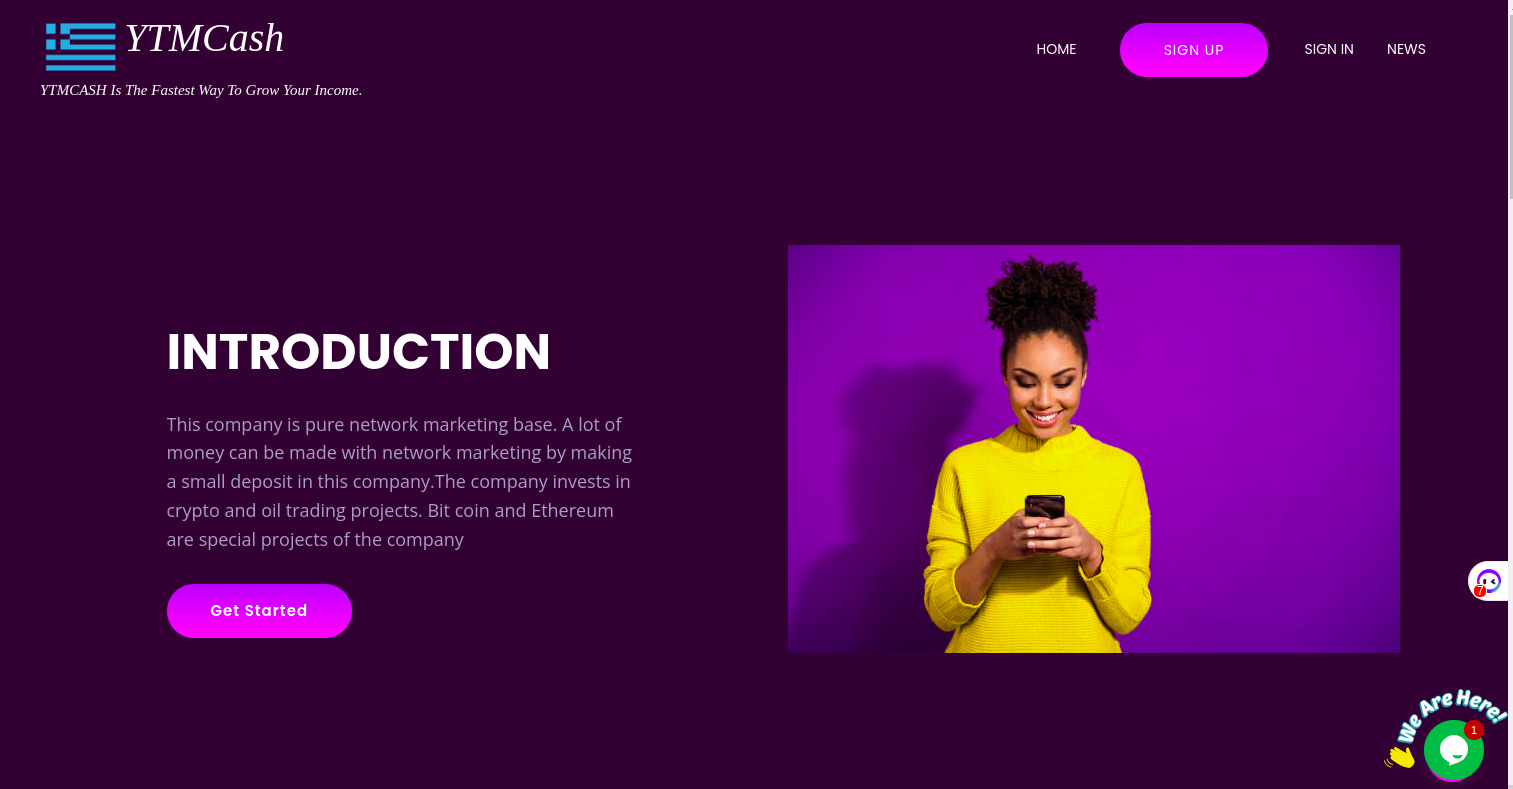 YTMCash
YTMCASH Is The Fastest Way To Grow Your Income.
HOME
SIGN UP
SIGN IN
NEWS
INTRODUCTION
This company is pure network marketing base. A lot of
money can be made with network marketing by making
a small deposit in this company.The company invests in
crypto and oil trading projects. Bit coin and Ethereum
are special projects of the company
Get Started
7
We Are Here!
1